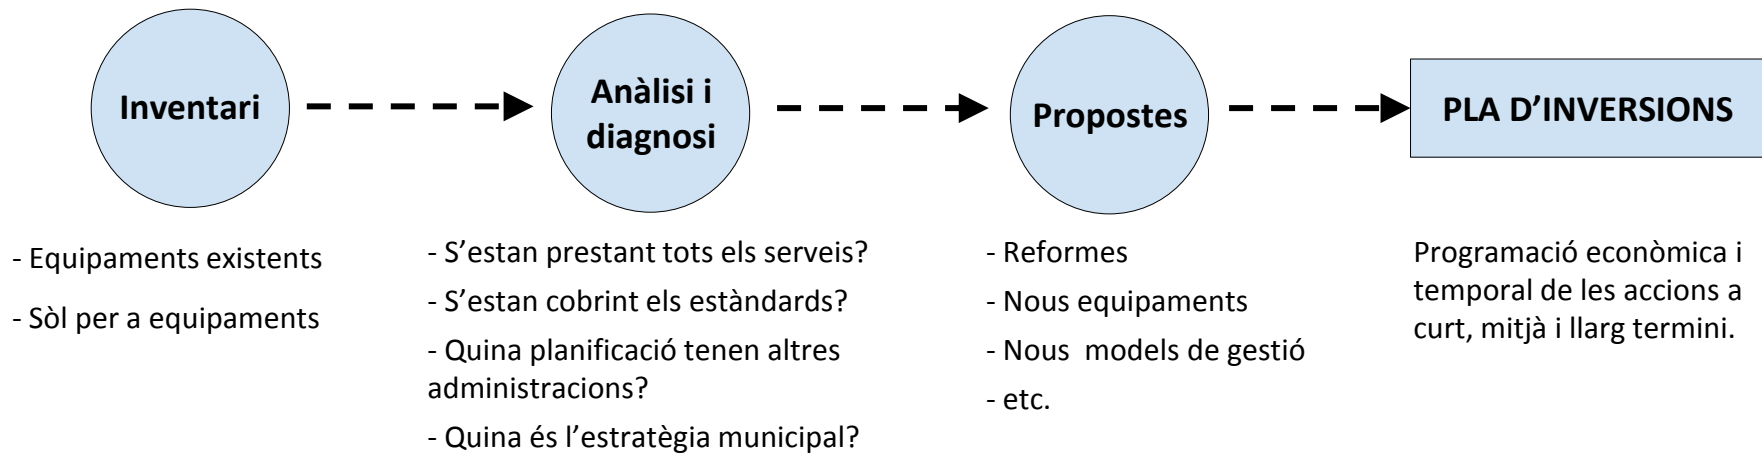 Inventari
Anàlisi i
diagnosi
Propostes
PLA D’INVERSIONS
- Equipaments existents
- Sòl per a equipaments
- S’estan prestant tots els serveis?
- S’estan cobrint els estàndards?
- Quina planificació tenen altres
administracions?
- Quina és l’estratègia municipal?
- Reformes
- Nous equipaments
- Nous  models de gestió
- etc.
Programació econòmica i
temporal de les accions a
curt, mitjà i llarg termini.